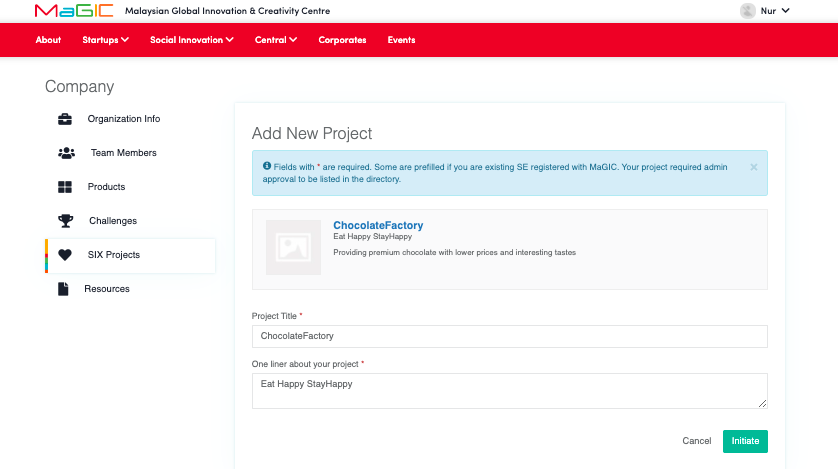 MaGIC Malaysian Global Innovation & Creativity Centre Nur
About Startups Social Innovation Central Corporates Events
Company
Organization Info
Team Members
Products
Challenges
SIX Projects
Resources
Add New Project
Fields with * are required. Some are prefilled if you are existing SE registered with MaGIC. Your project required admin
approval to be listed in the directory.
×
ChocolateFactory
Eat Happy StayHappy
Providing premium chocolate with lower prices and interesting tastes
Project Title *
ChocolateFactory
One liner about your project *
Eat Happy StayHappy
Cancel Initiate